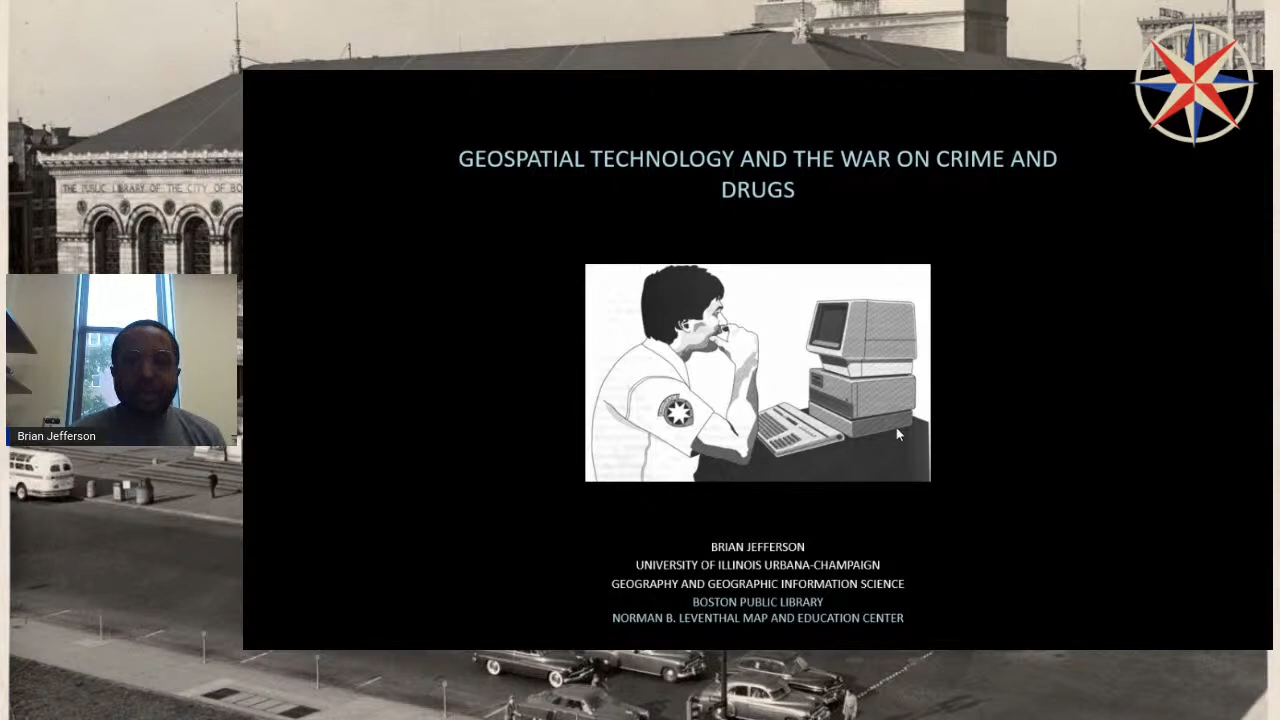 GEOSPATIAL TECHNOLOGY AND THE WAR ON CRIME AND
DRUGS
THE PUBLIC LIBRARY OF THE CITY OF BO
Brian Jefferson
BRIAN JEFFERSON
UNIVERSITY OF ILLINOIS URBANA-CHAMPAIGN
GEOGRAPHY AND GEOGRAPHIC INFORMATION SCIENCE
BOSTON PUBLIC LIBRARY
NORMAN B. LEVENTHAL MAP AND EDUCATION CENTER